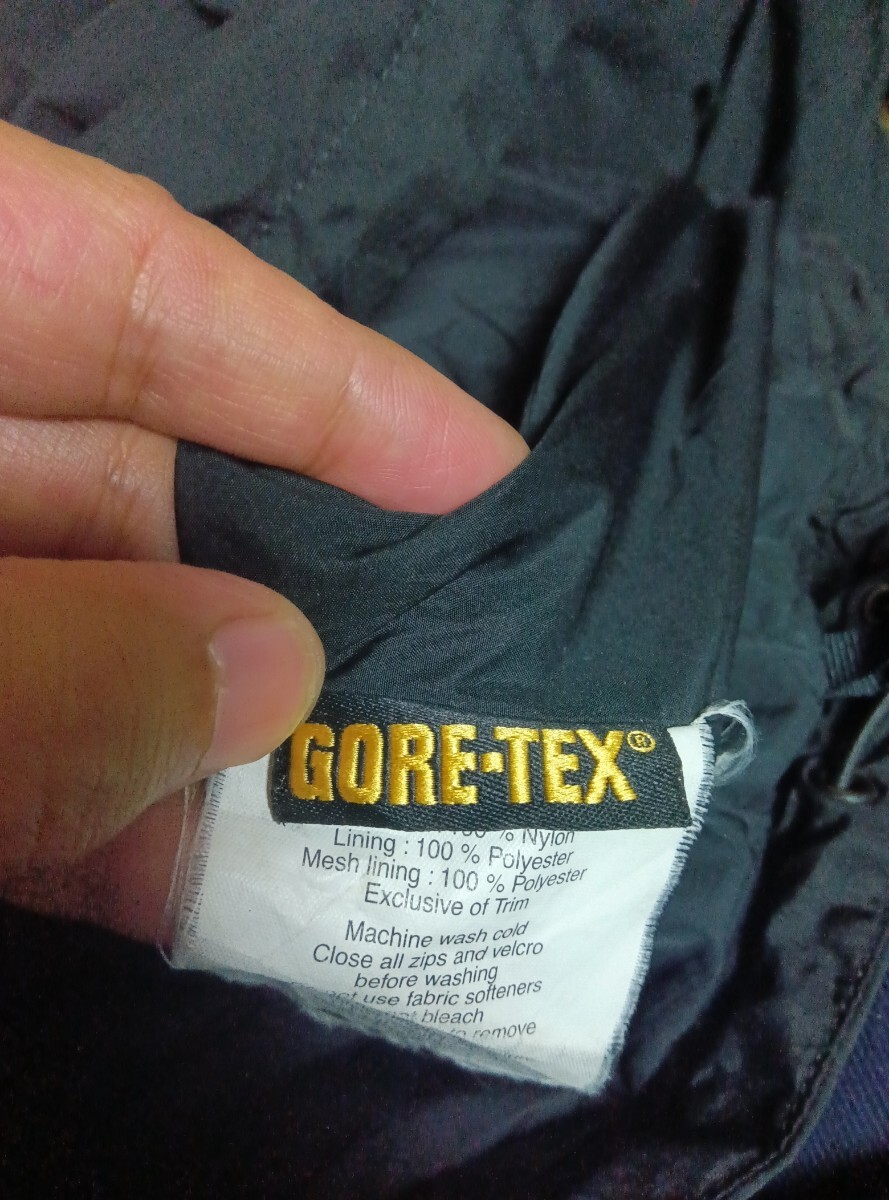 GORE-TEX®
% Nylon
Lining : 100 % Polyester
Mesh lining : 100 % Polyester
Exclusive of Trim
Machine wash cold
Close all zips and velcro
before washing
use fabric softeners
bleach
remove